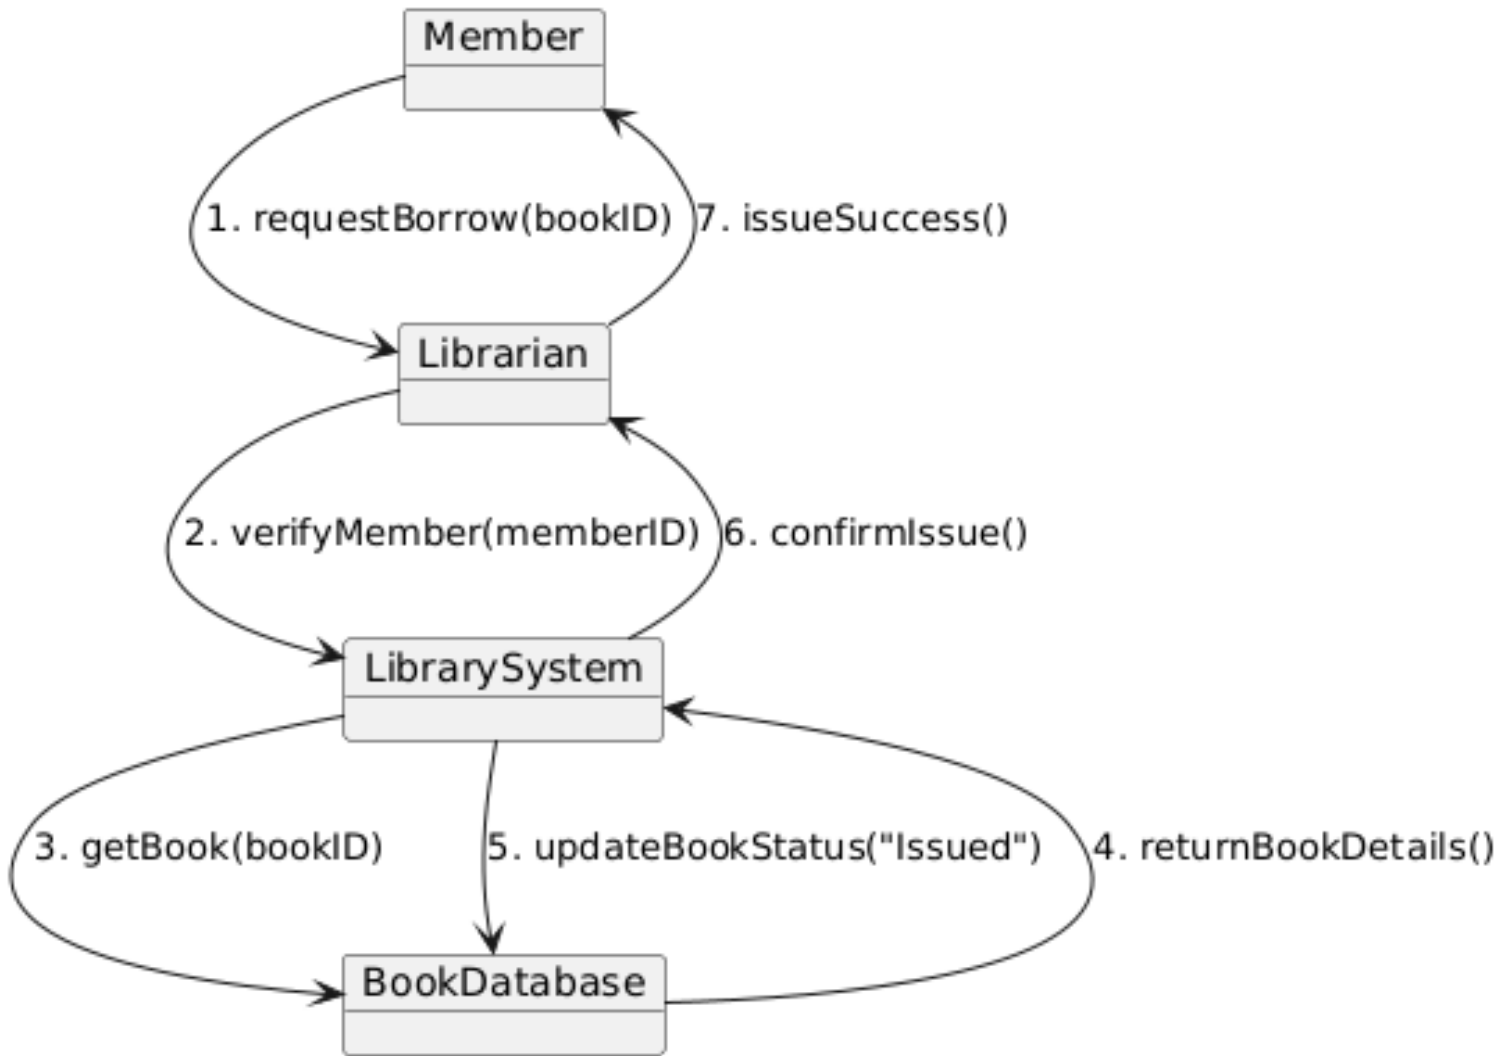 Member
1. requestBorrow(bookID)
7. issueSuccess()
Librarian
2. verifyMember(memberID)
6. confirmIssue()
LibrarySystem
3. getBook(bookID)
5. updateBookStatus("Issued")
4. returnBookDetails()
BookDatabase